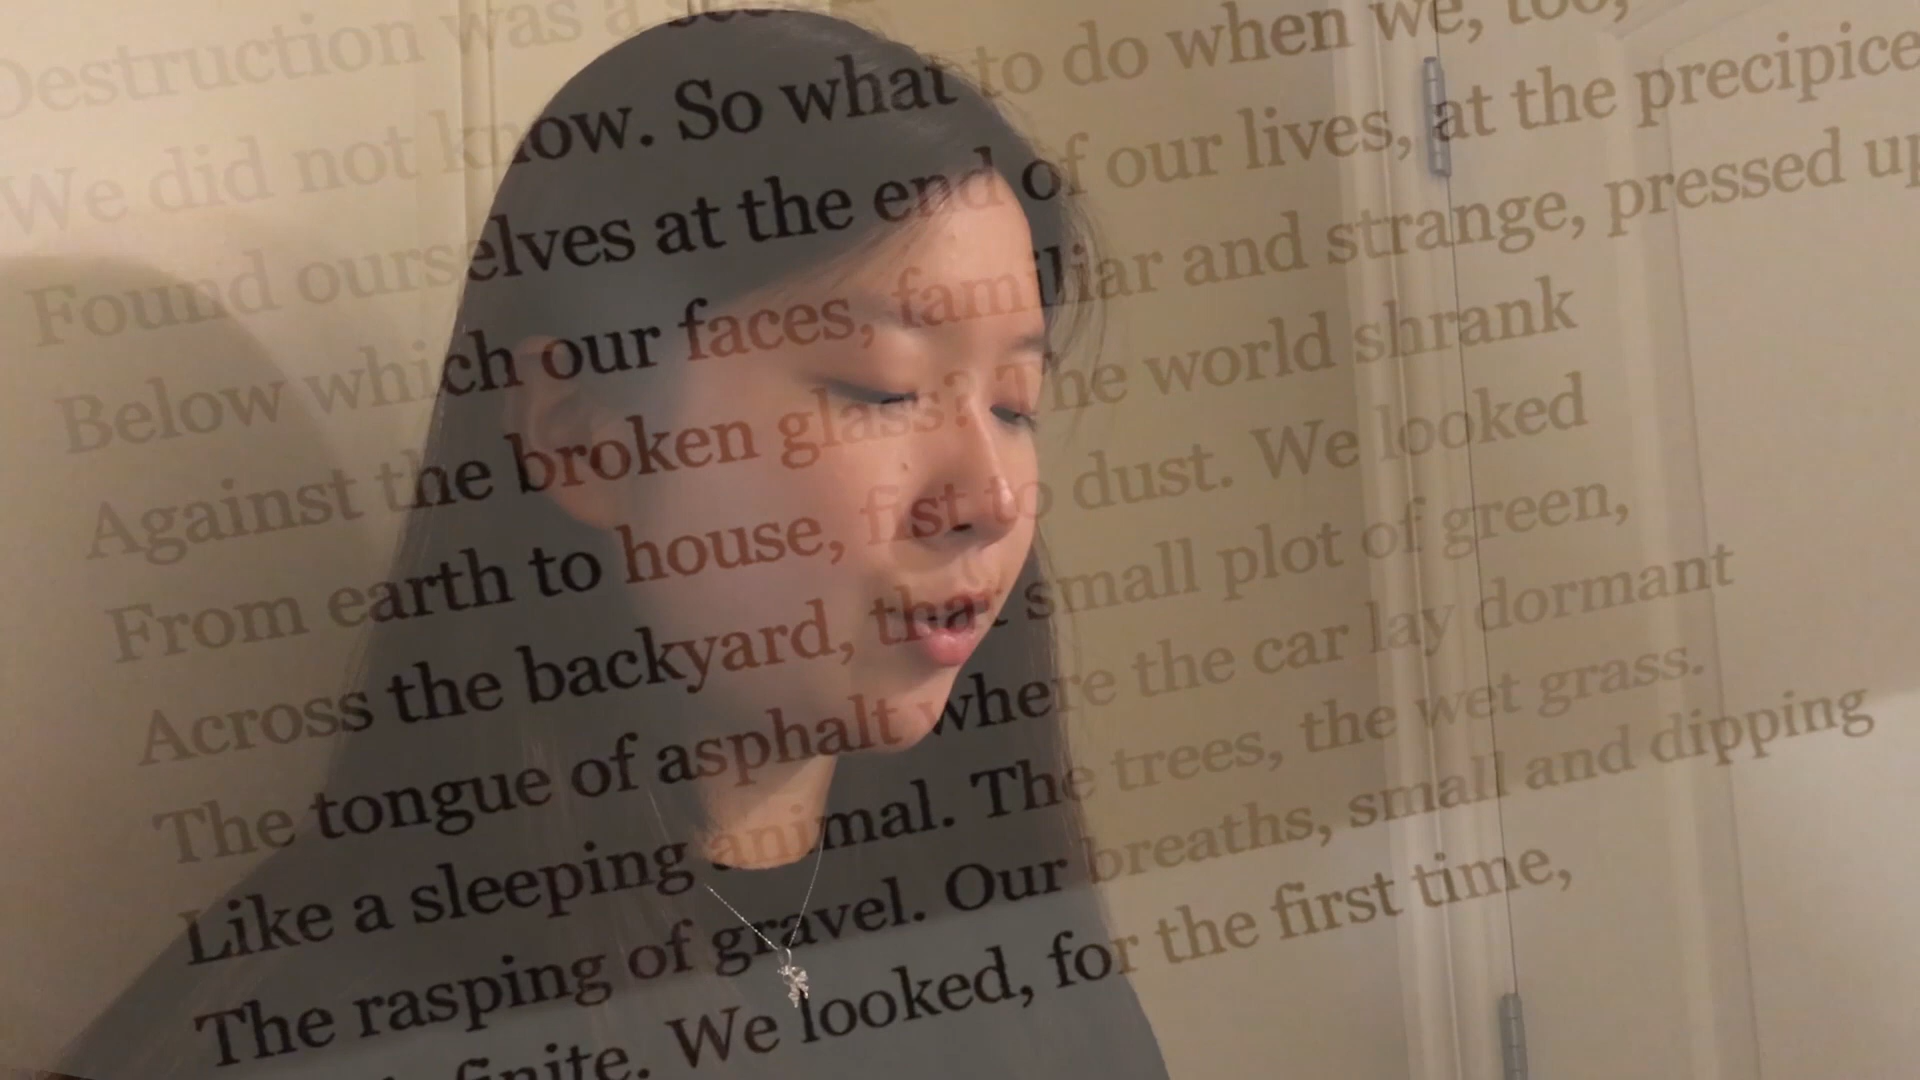 Destruction was a
We did not know. So what to do when we, too,
Found ourselves at the end of our lives, at the precipice
Below which our faces, familiar and strange, pressed up
Against the broken glass? The world shrank
From earth to house, fist to dust. We looked
Across the backyard, that small plot of green,
The tongue of asphalt where the car lay dormant
Like a sleeping animal. The trees, the wet grass.
The rasping of gravel. Our breaths, small and dipping
We looked, for the first time,